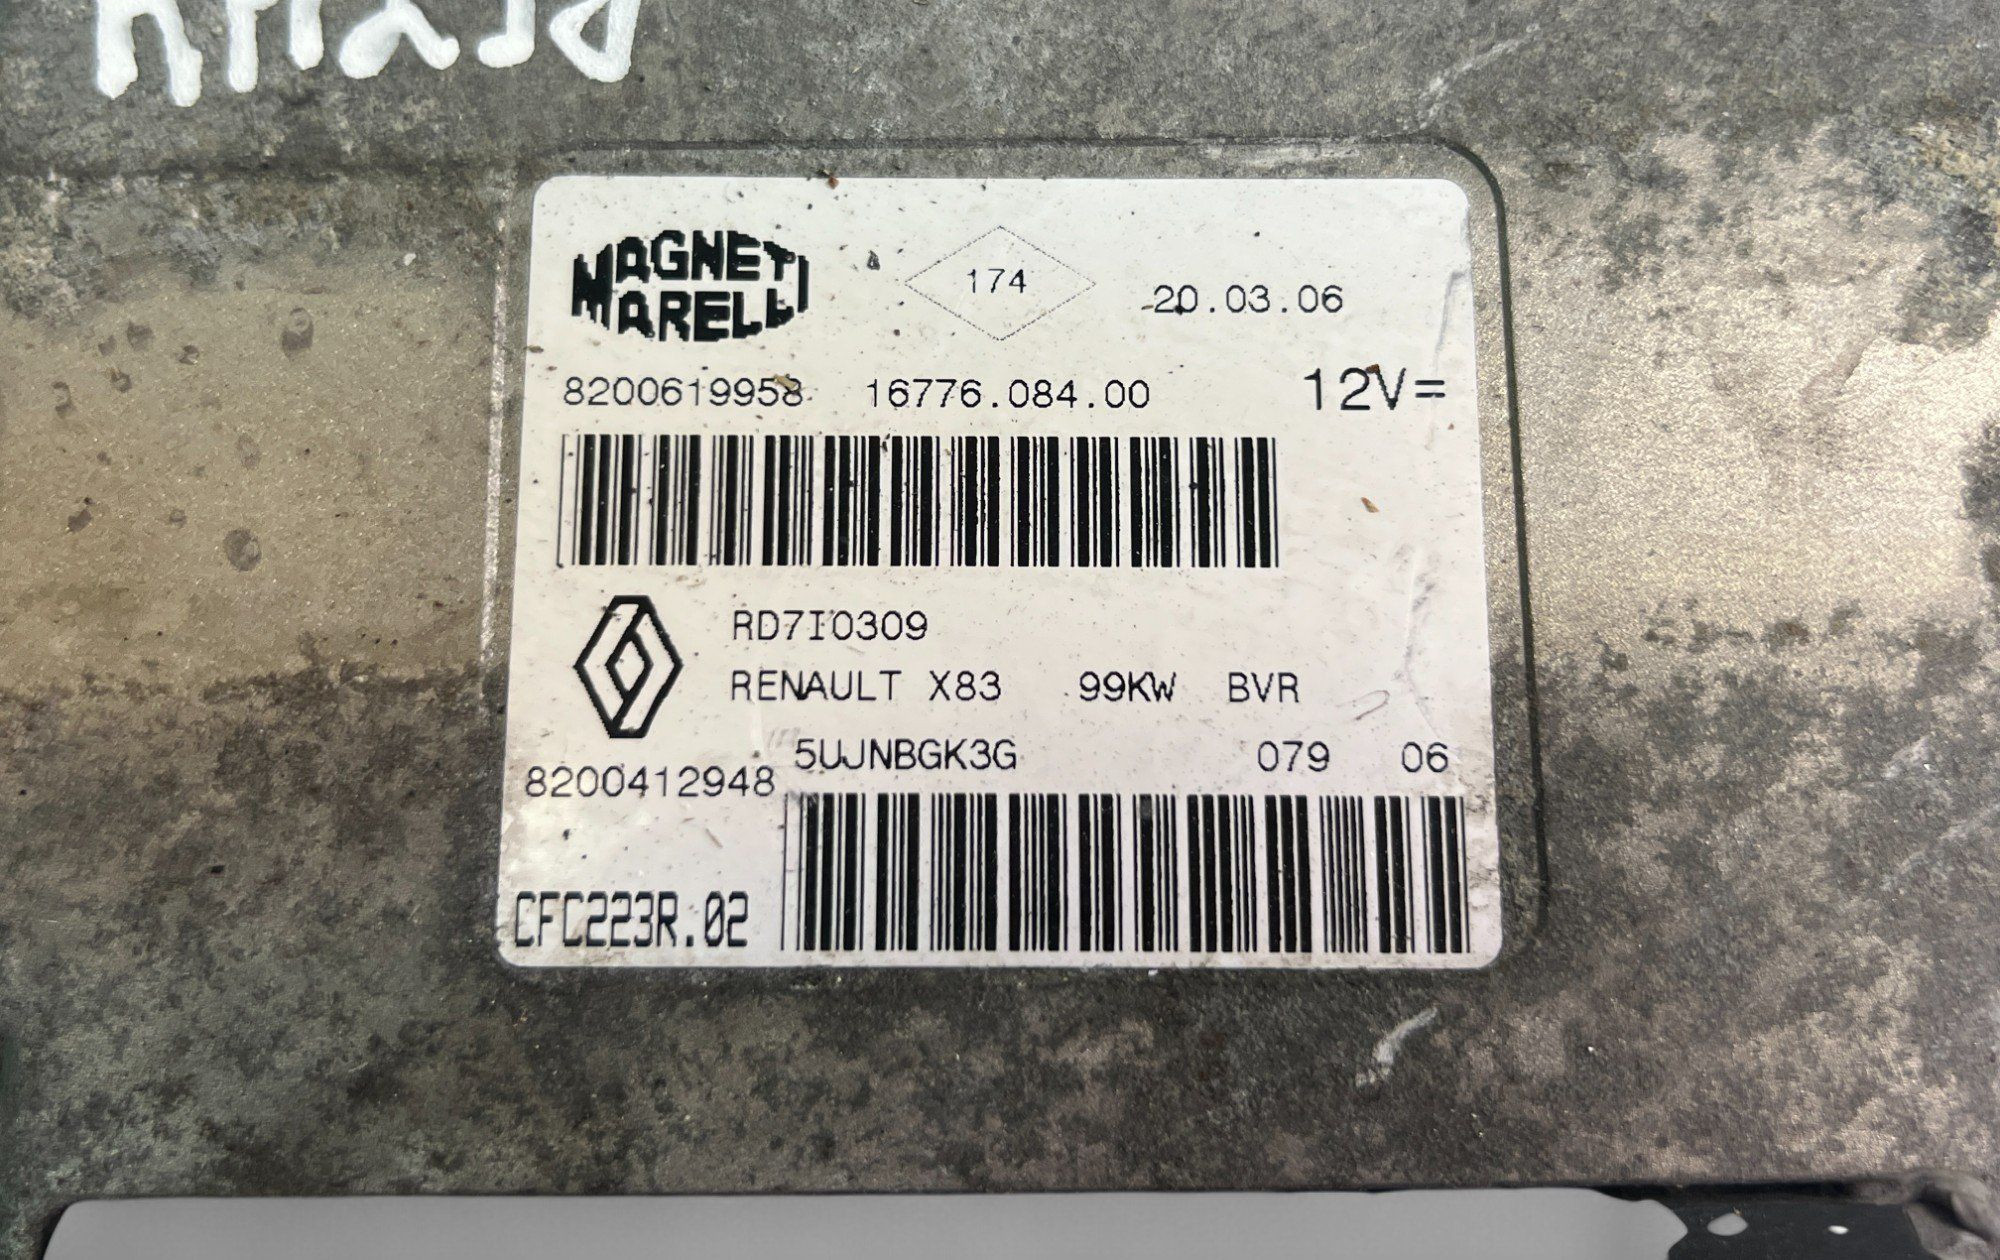 MAGNETI
MARELLI
174
20.03.06
8200619958 16776.084.00 12V=
RD7I0309
RENAULT X83 99KW BVR
5UJNBGK3G 079 06
8200412948
CFC223R.02